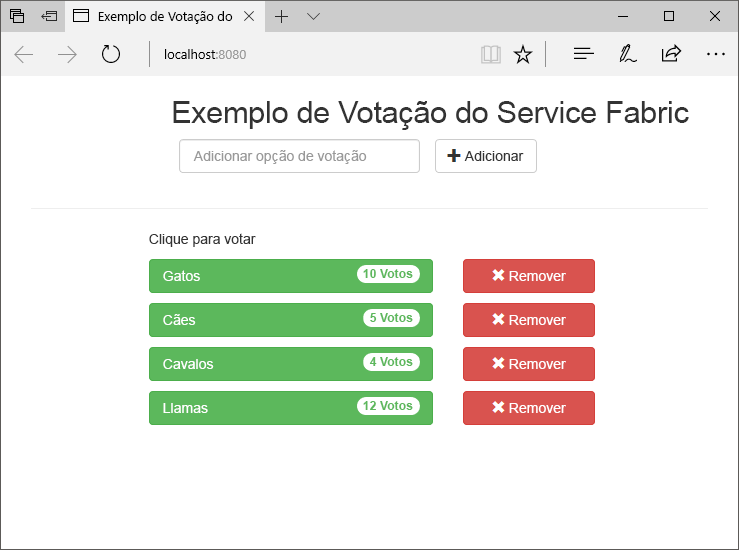 Exemplo de Votação do
localhost:8080
Exemplo de Votação do Service Fabric
Adicionar opção de votação
Adicionar
Clique para votar
Gatos 10 Votos Remover
Cães 5 Votos Remover
Cavalos 4 Votos Remover
Llamas 12 Votos Remover